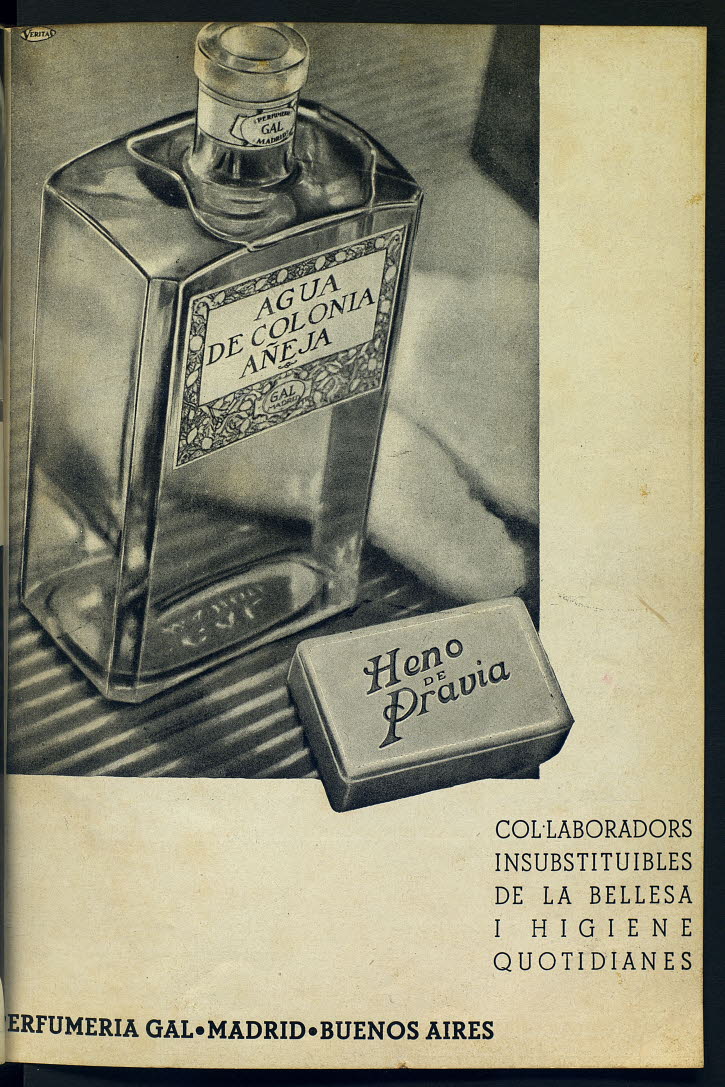 VERITAS
PERFUMERIA
GAL
MADRID
AGUA
DE COLONIA
AÑEJA
GAL
MADRID
Heno
DE
Pravia
COL·LABORADORS
INSUBSTITUIBLES
DE LA BELLESA
I HIGIENE
QUOTIDIANES
PERFUMERIA GAL•MADRID•BUENOS AIRES